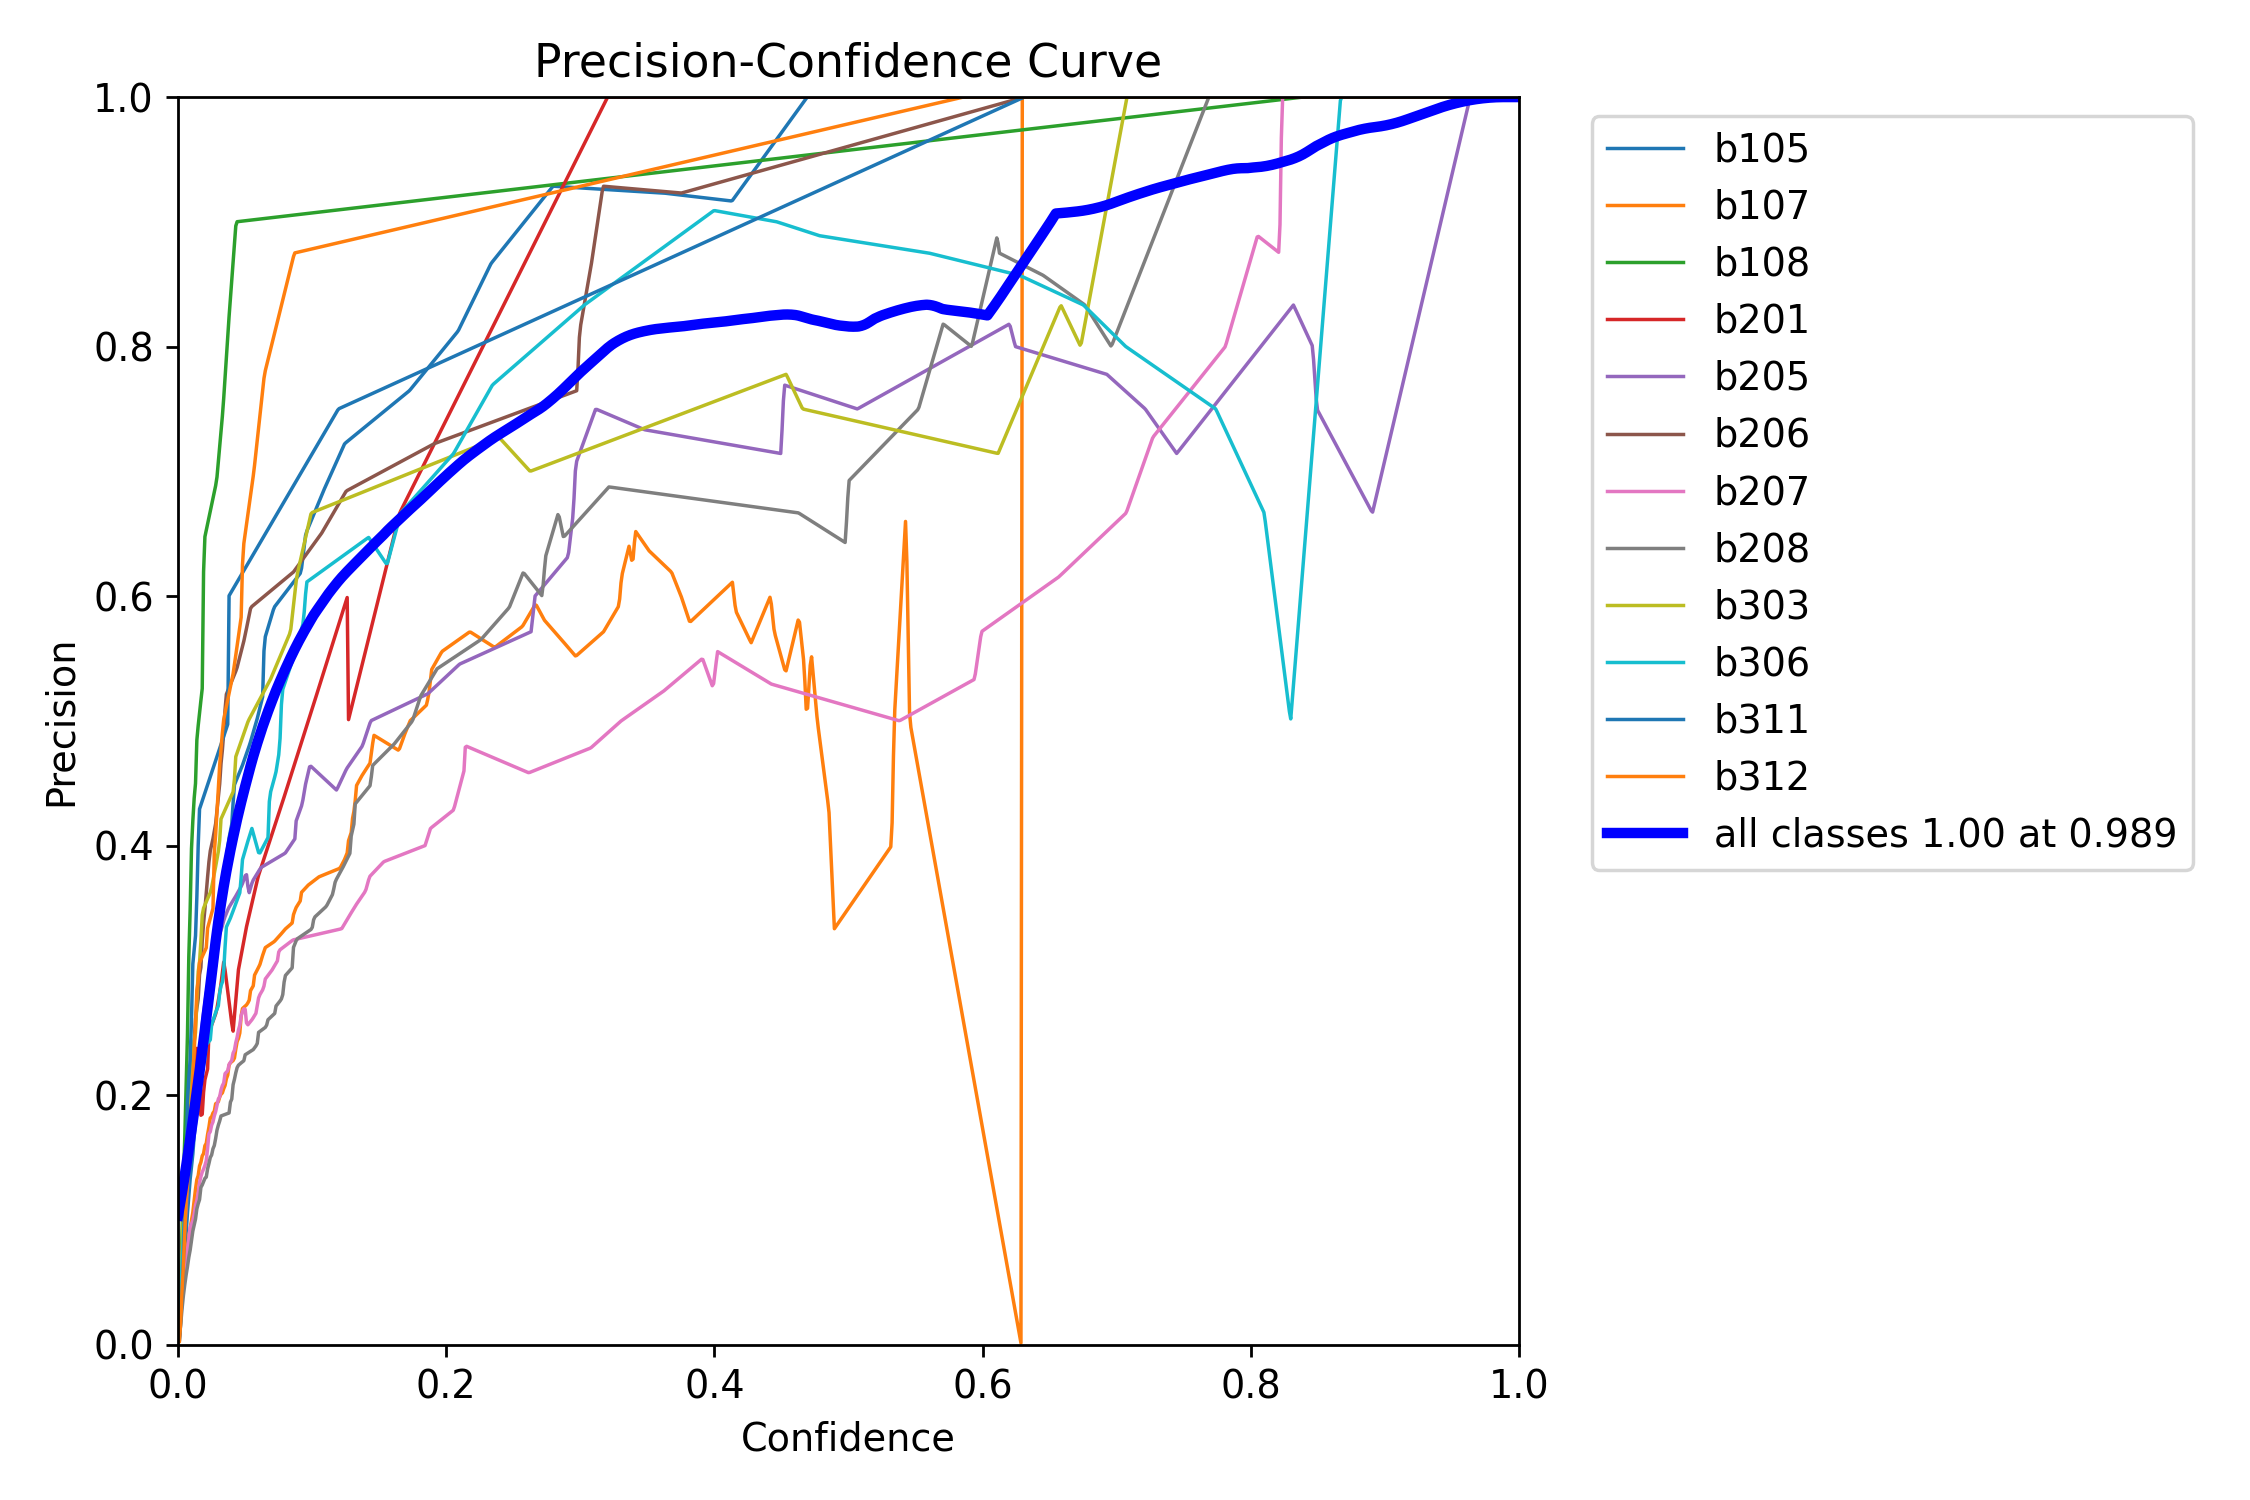 Precision-Confidence Curve
1.0
0.8
0.6
0.4
0.2
0.0
Precision
0.0 0.2 0.4 0.6 0.8 1.0
Confidence
b105
b107
b108
b201
b205
b206
b207
b208
b303
b306
b311
b312
all classes 1.00 at 0.989